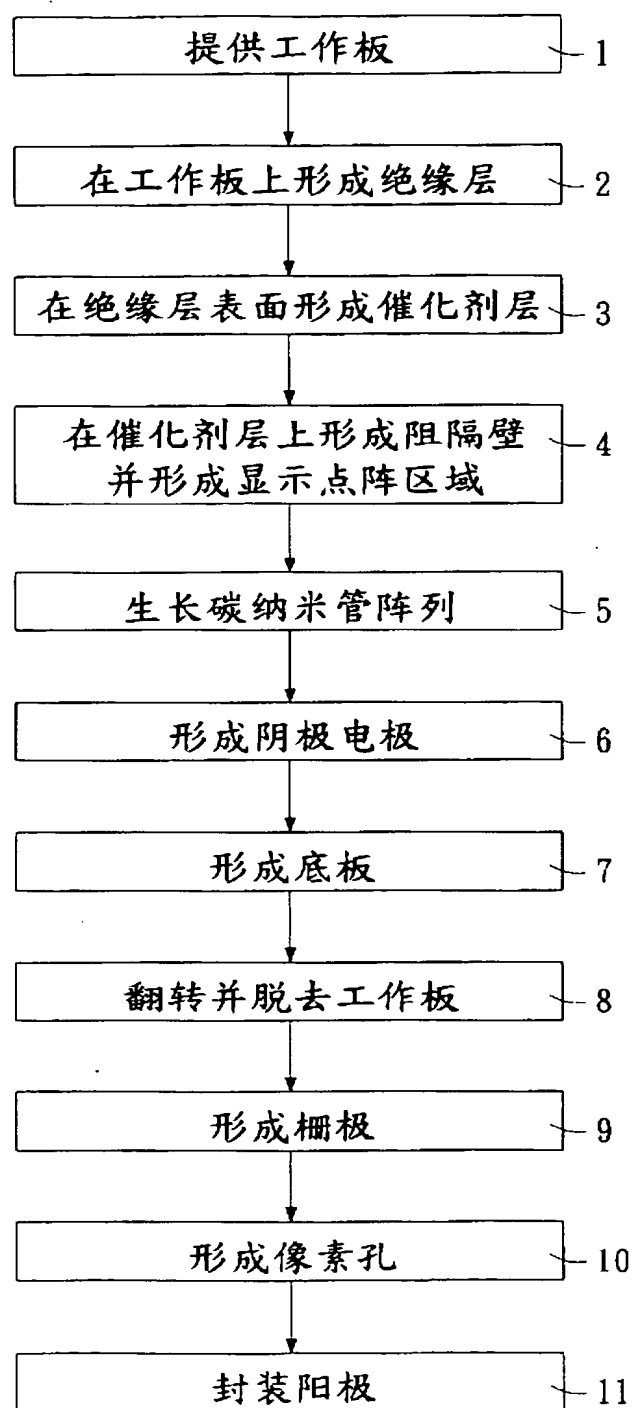 提供工作板 1
在工作板上形成绝缘层 2
在绝缘层表面形成催化剂层 3
在催化剂层上形成阻隔壁 4
并形成显示点阵区域
生长碳纳米管阵列 5
形成阴极电极 6
形成底板 7
翻转并脱去工作板 8
形成栅极 9
形成像素孔 10
封装阳极 11